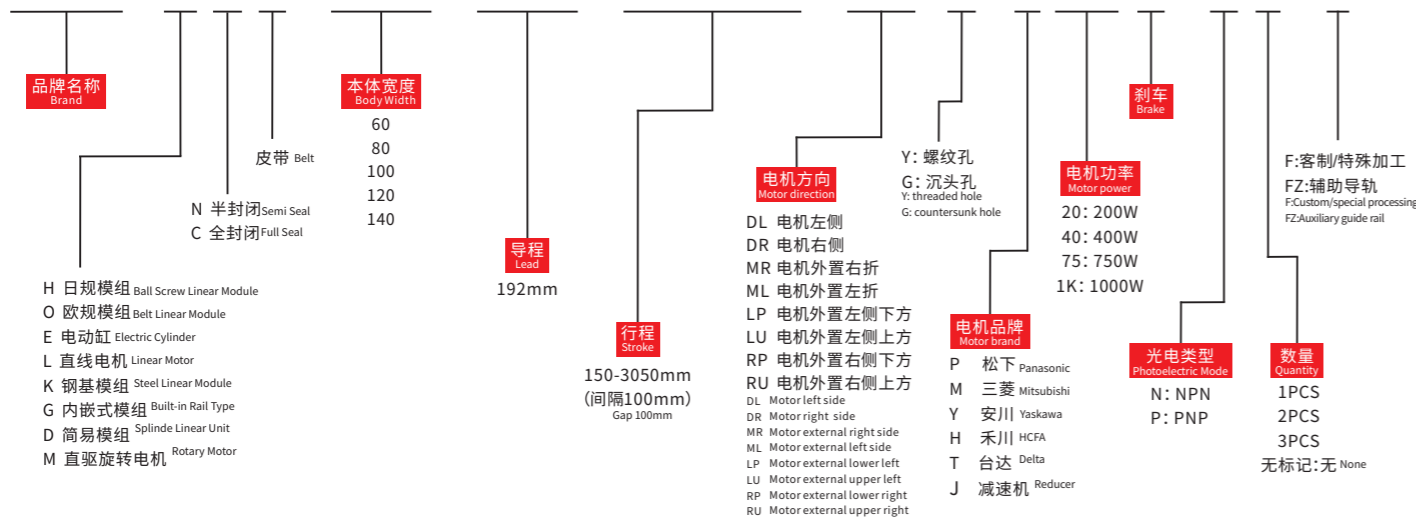 品牌名称
Brand
H 日规模组 Ball Screw Linear Module
O 欧规模组 Belt Linear Module
E 电动缸 Electric Cylinder
L 直线电机 Linear Motor
K 钢基模组 Steel Linear Module
G 内嵌式模组 Built-in Rail Type
D 简易模组 Splinde Linear Unit
M 直驱旋转电机 Rotary Motor
N 半封闭 Semi Seal
C 全封闭 Full Seal
皮带 Belt
本体宽度
Body Width
60
80
100
120
140
导程
Lead
192mm
行程
Stroke
150-3050mm
（间隔100mm）
Gap 100mm
电机方向
Motor direction
DL 电机左侧
DR 电机右侧
MR 电机外置右折
ML 电机外置左折
LP 电机外置左侧下方
LU 电机外置左侧上方
RP 电机外置右侧下方
RU 电机外置右侧上方
DL Motor left side
DR Motor right side
MR Motor external right side
ML Motor external left side
LP Motor external lower left
LU Motor external upper left
RP Motor external lower right
RU Motor external upper right
Y：螺纹孔
G：沉头孔
Y: threaded hole
G: countersunk hole
电机品牌
Motor brand
P 松下 Panasonic
M 三菱 Mitsubishi
Y 安川 Yaskawa
H 禾川 HCFA
T 台达 Delta
J 减速机 Reducer
电机功率
Motor power
20：200W
40：400W
75：750W
1K：1000W
刹车
Brake
光电类型
Photoelectric Mode
N：NPN
P：PNP
数量
Quantity
1PCS
2PCS
3PCS
无标记：无 None
F:客制/特殊加工
FZ:辅助导轨
F:Custom/special processing
FZ:Auxiliary guide rail